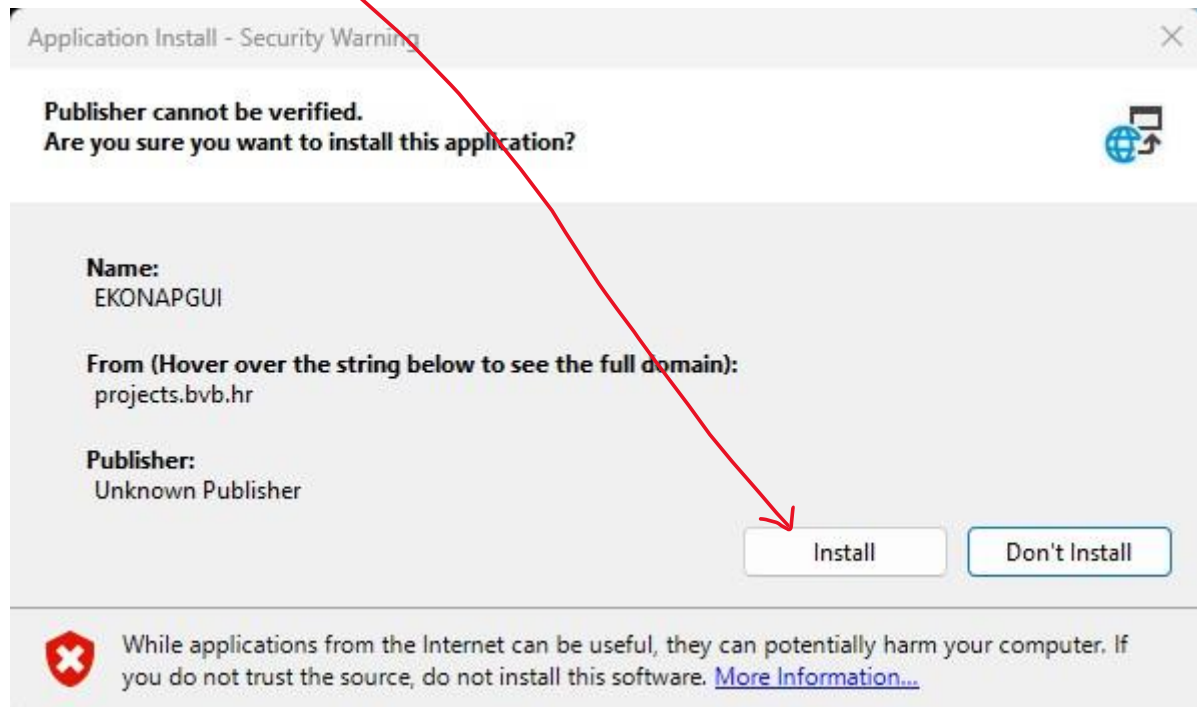 Application Install - Security Warning
Publisher cannot be verified.
Are you sure you want to install this application?
Name:
EKONAPGUI
From (Hover over the string below to see the full domain):
projects.bvb.hr
Publisher:
Unknown Publisher
Install
Don't Install
While applications from the Internet can be useful, they can potentially harm your computer. If
you do not trust the source, do not install this software. More Information...